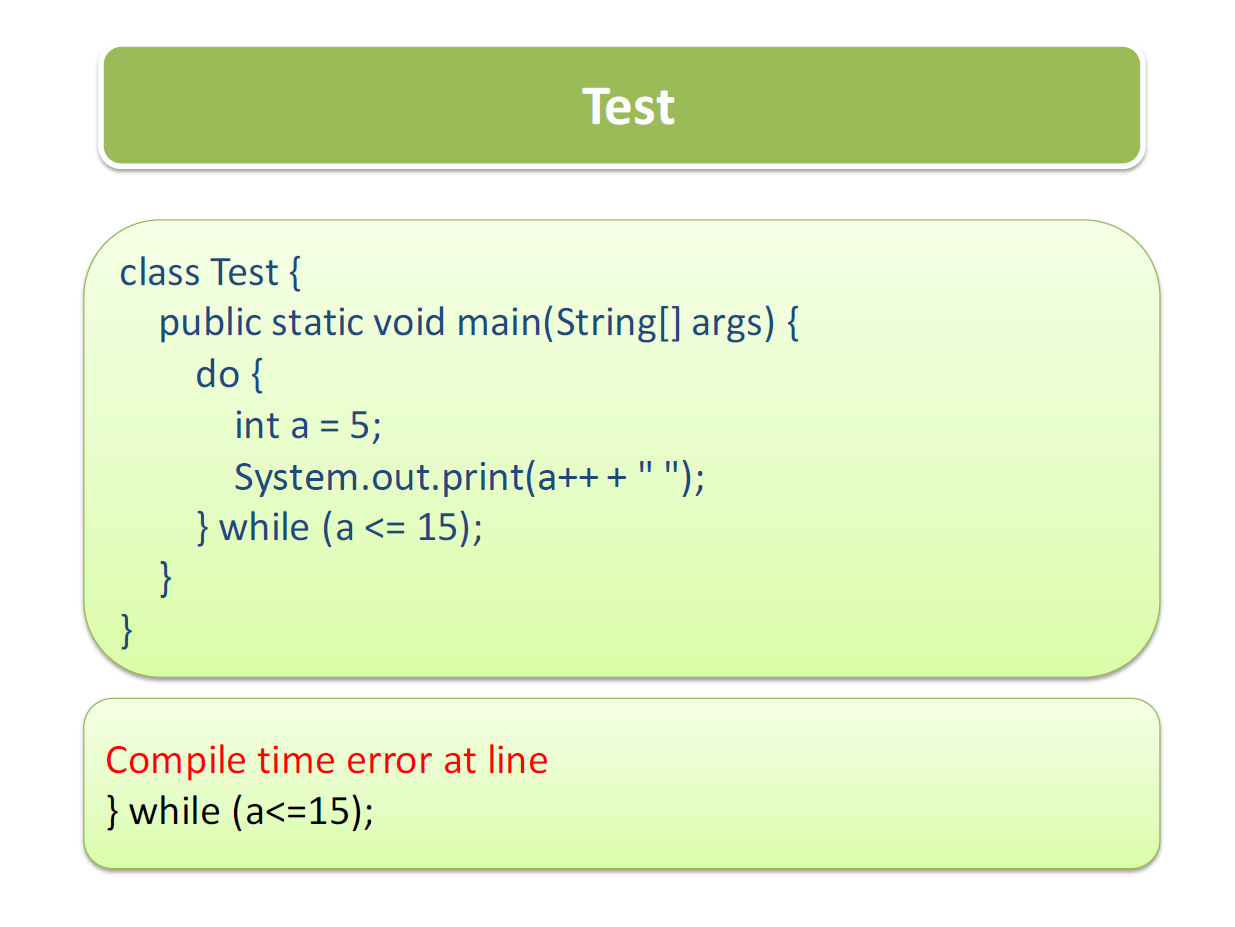 Test
class Test {
public static void main(String[] args) {
do {
int a = 5;
System.out.print(a++ + " ");
} while (a <= 15);
}
}
Compile time error at line
} while (a<=15);